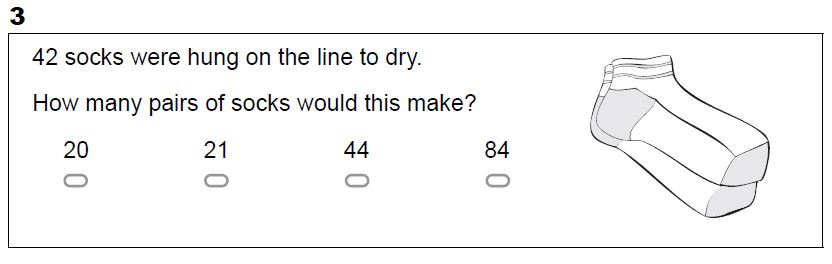 3
42 socks were hung on the line to dry.
How many pairs of socks would this make?
20 21 44 84